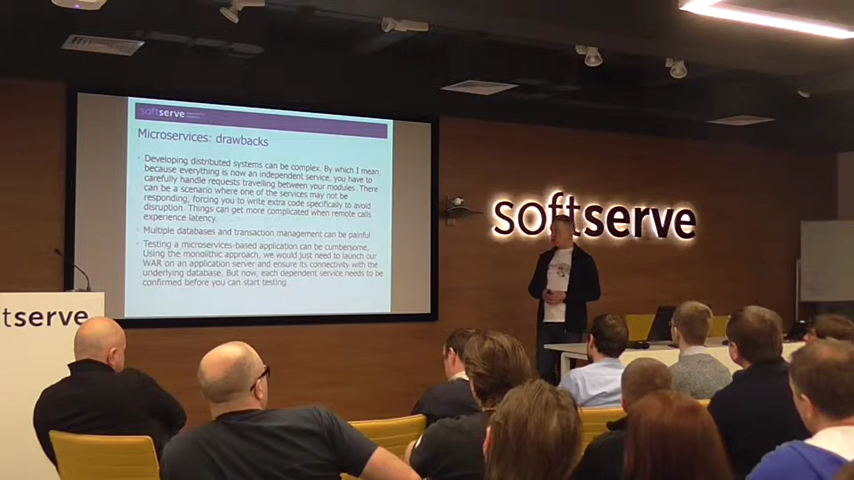 softserve
Microservices: drawbacks
Developing distributed systems can be complex. By which I mean,
because everything is now an independent service, you have to
carefully handle requests travelling between your modules. There
can be a scenario where one of the services may not be
responding, forcing you to write extra code specifically to avoid
disruption. Things can get more complicated when remote calls
experience latency.
Multiple databases and transaction management can be painful
Testing a microservices-based application can be cumbersome.
Using the monolithic approach, we would just need to launch our
WAR on an application server and ensure its connectivity with the
underlying database. But now, each dependent service needs to be
confirmed before you can start testing.
softserve
tserve